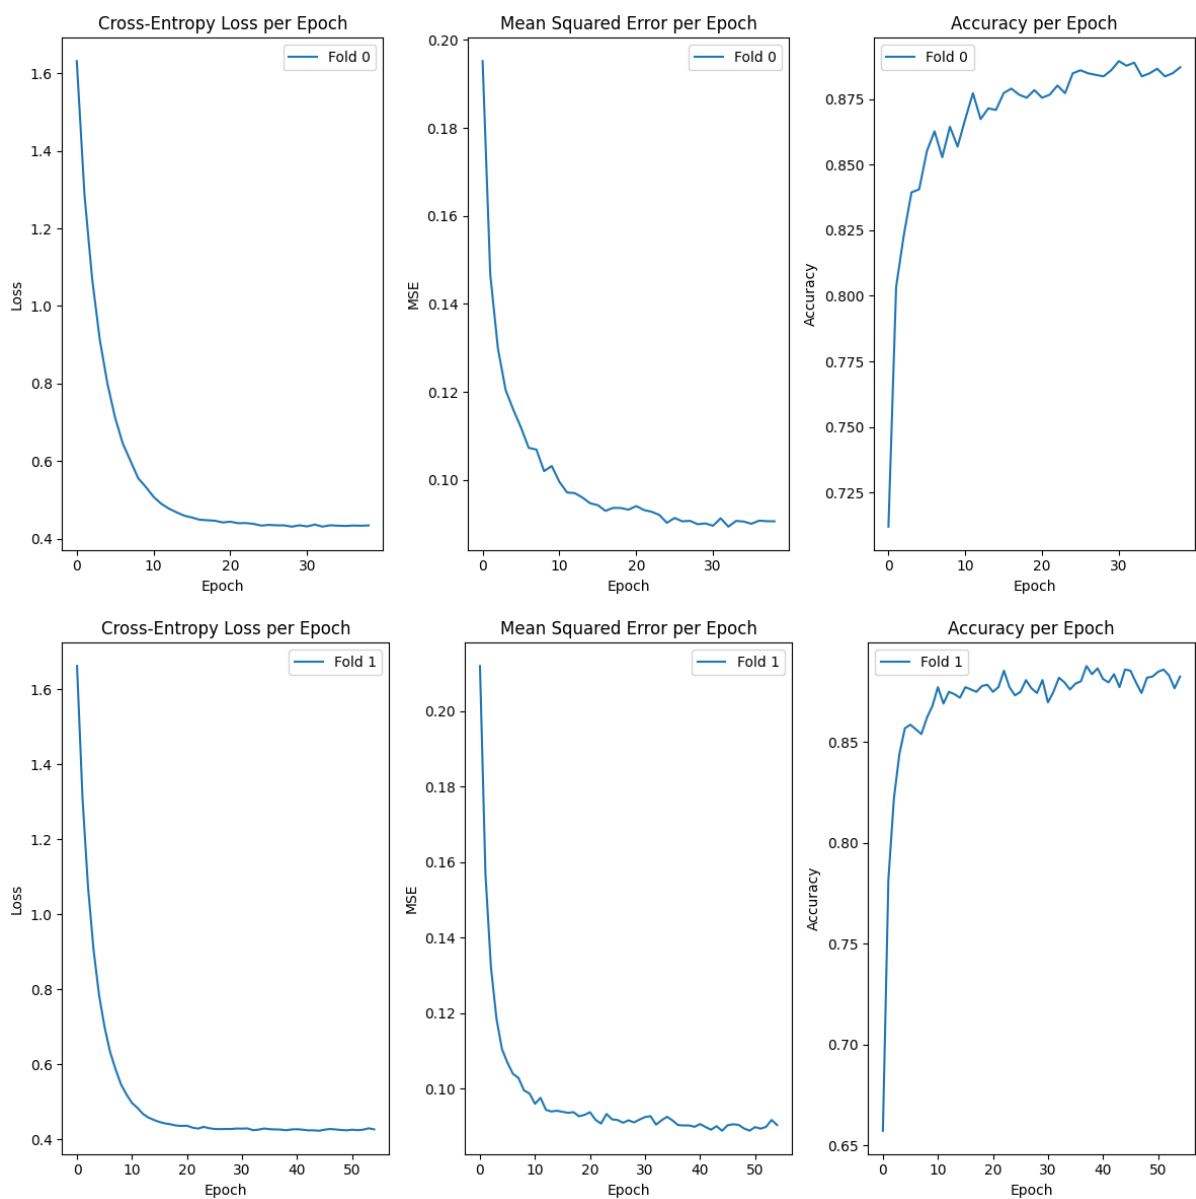 Cross-Entropy Loss per Epoch
Fold 0
1.6
1.4
1.2
1.0
0.8
0.6
0.4
Loss
0
10
20
30
Epoch
Mean Squared Error per Epoch
Fold 0
0.20
0.18
0.16
0.14
0.12
0.10
MSE
0
10
20
30
Epoch
Accuracy per Epoch
Fold 0
0.875
0.850
0.825
0.800
0.775
0.750
0.725
Accuracy
0
10
20
30
Epoch
Cross-Entropy Loss per Epoch
Fold 1
1.6
1.4
1.2
1.0
0.8
0.6
0.4
Loss
0
10
20
30
40
50
Epoch
Mean Squared Error per Epoch
Fold 1
0.20
0.18
0.16
0.14
0.12
0.10
MSE
0
10
20
30
40
50
Epoch
Accuracy per Epoch
Fold 1
0.85
0.80
0.75
0.70
0.65
Accuracy
0
10
20
30
40
50
Epoch